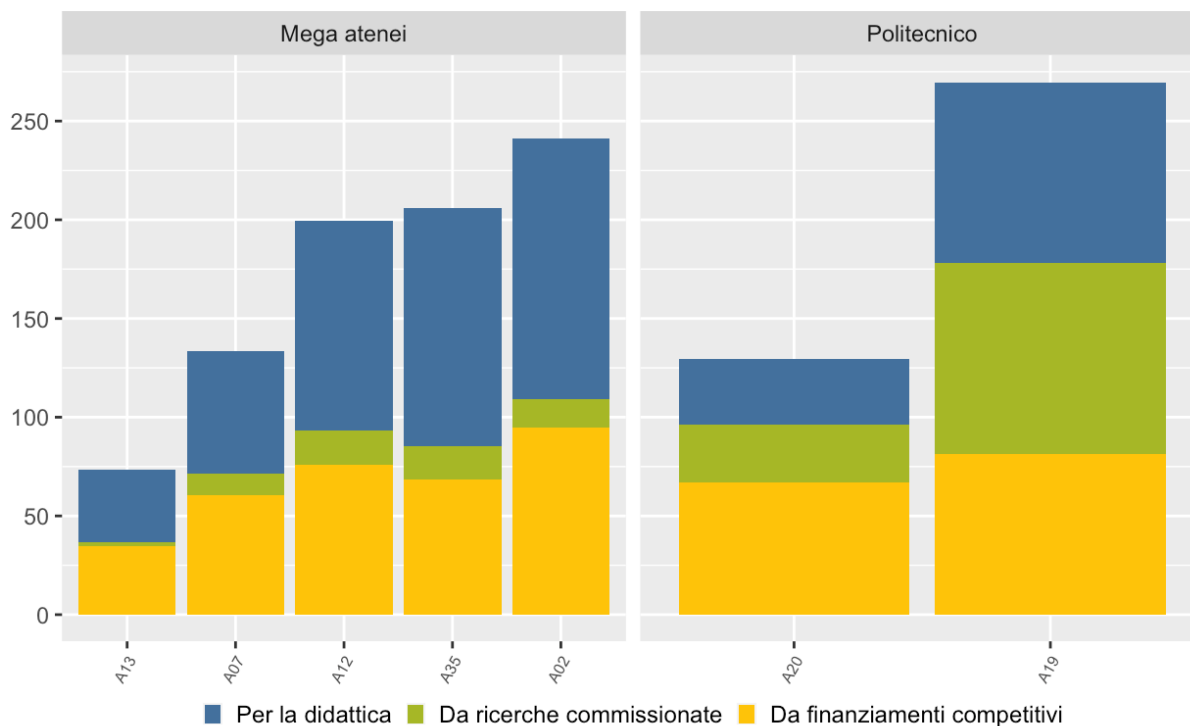 Mega atenei
Politecnico
250
200
150
100
50
0
A13
A07
A12
A35
A02
A20
A19
Per la didattica
Da ricerche commissionate
Da finanziamenti competitivi